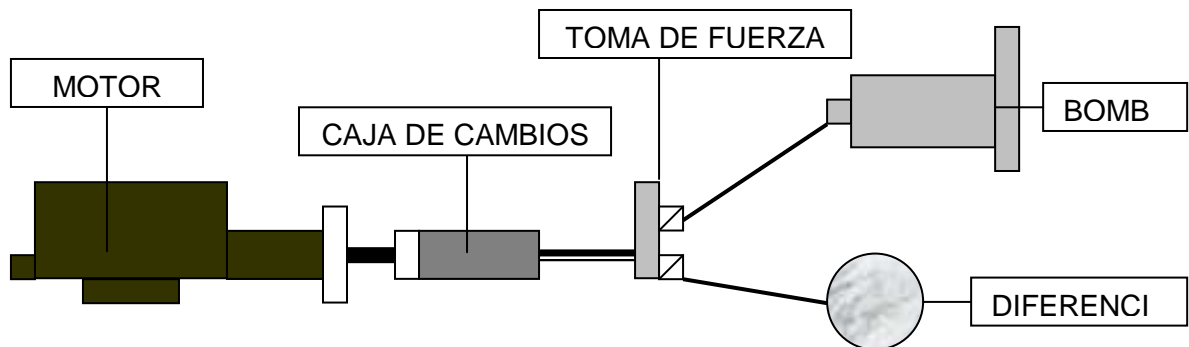 TOMA DE FUERZA
MOTOR
BOMB
CAJA DE CAMBIOS
DIFERENCI